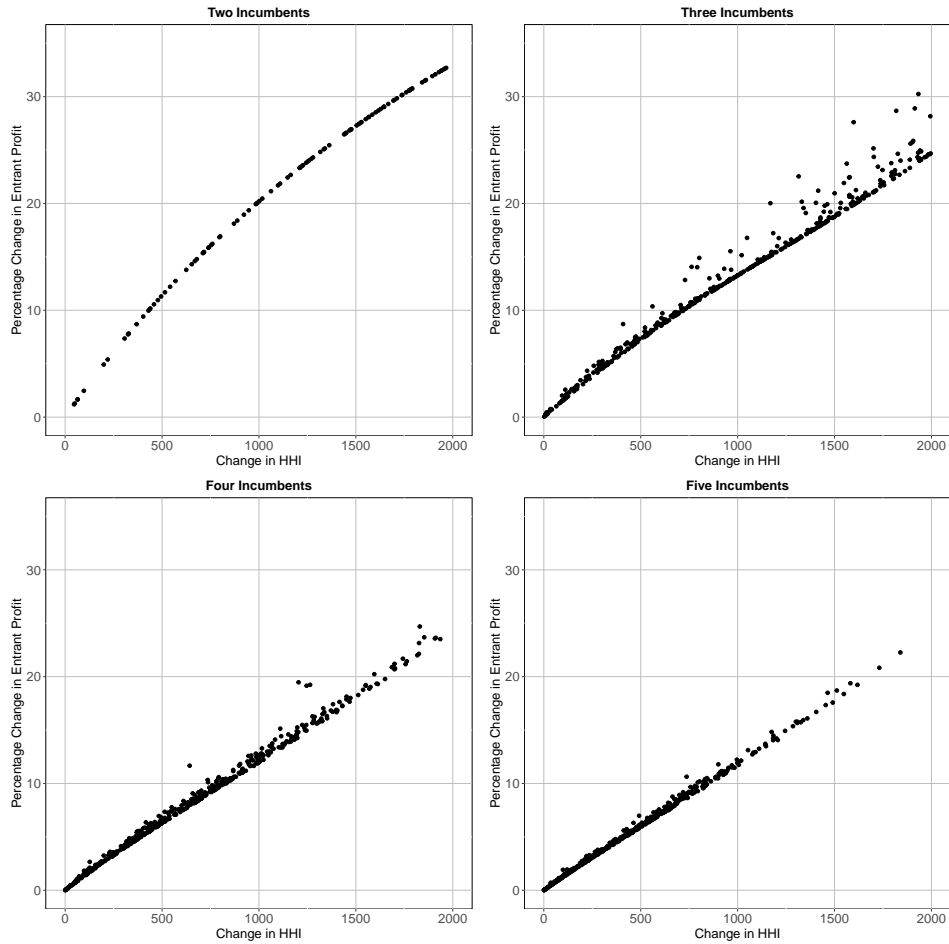 Two Incumbents
Percentage Change in Entrant Profit
30
20
10
0
0 500 1000 1500 2000
Change in HHI
Three Incumbents
Percentage Change in Entrant Profit
30
20
10
0
0 500 1000 1500 2000
Change in HHI
Four Incumbents
Percentage Change in Entrant Profit
30
20
10
0
0 500 1000 1500 2000
Change in HHI
Five Incumbents
Percentage Change in Entrant Profit
30
20
10
0
0 500 1000 1500 2000
Change in HHI